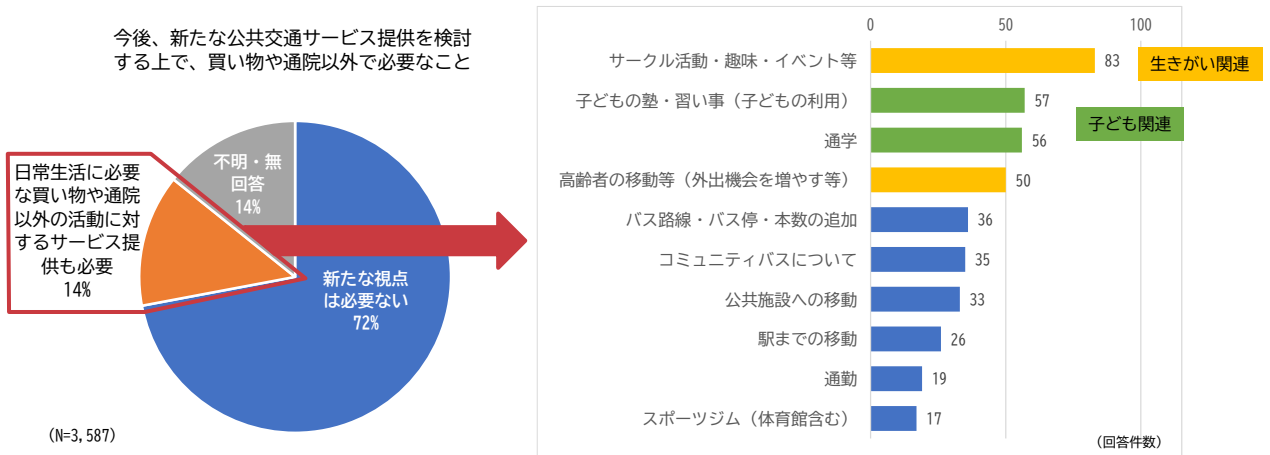 今後、新たな公共交通サービス提供を検討
する上で、買い物や通院以外で必要なこと
日常生活に必要
な買い物や通院
以外の活動に対
するサービス提
供も必要
14%
不明・無
回答
14%
新たな視点
は必要ない
72%
(N=3,587)
0 50 100
サークル活動・趣味・イベント等 83
生きがい関連
子どもの塾・習い事（子どもの利用） 57
子ども関連
通学 56
高齢者の移動等（外出機会を増やす等） 50
バス路線・バス停・本数の追加 36
コミュニティバスについて 35
公共施設への移動 33
駅までの移動 26
通勤 19
スポーツジム（体育館含む） 17
（回答件数）